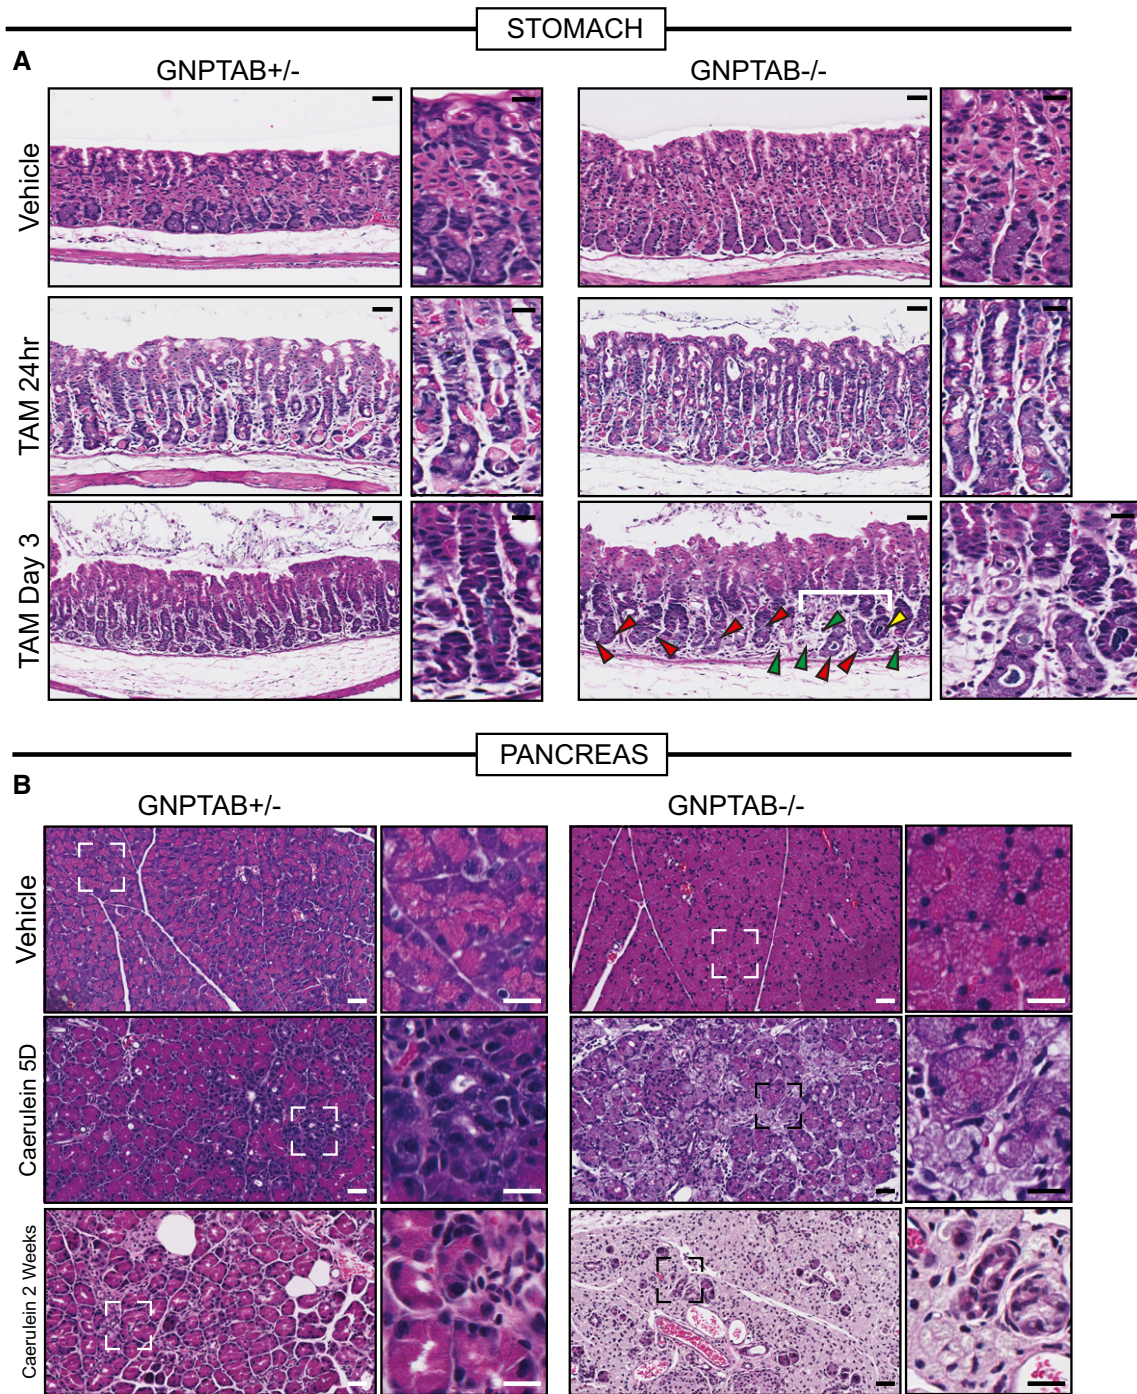 STOMACH
A
GNPTAB+/-
GNPTAB-/-
Vehicle
TAM 24hr
TAM Day 3
PANCREAS
B
GNPTAB+/-
GNPTAB-/-
Vehicle
Caerulein 5D
Caerulein 2 Weeks